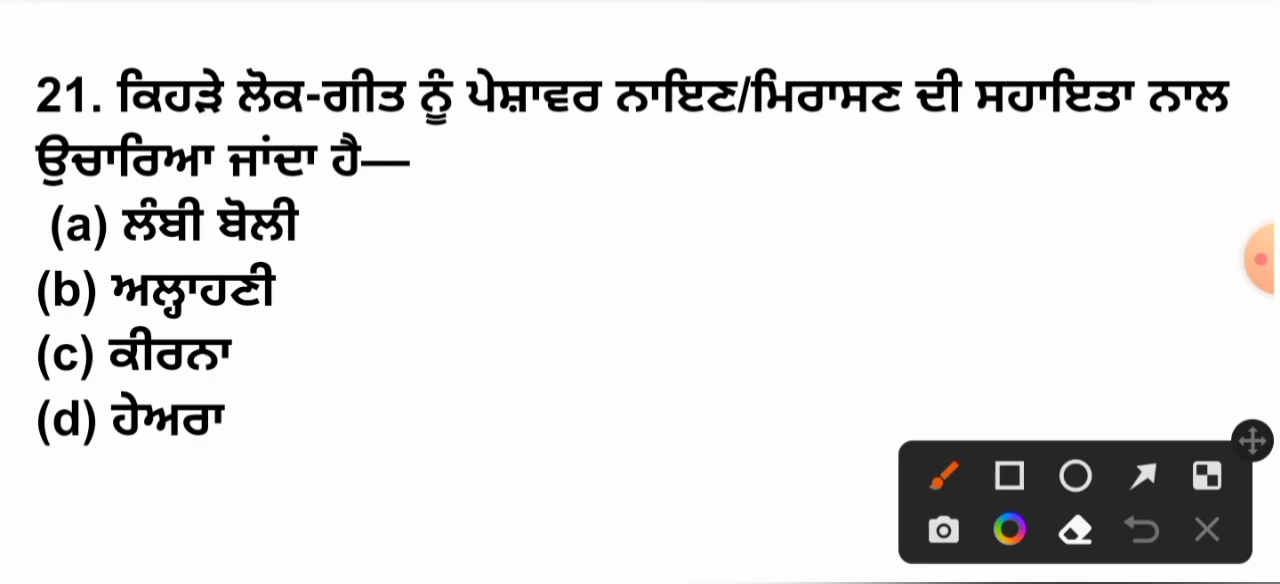 21. ਕਿਹੜੇ ਲੋਕ-ਗੀਤ ਨੂੰ ਪੇਸ਼ਾਵਰ ਨਾਇਣ/ਮਿਰਾਸਣ ਦੀ ਸਹਾਇਤਾ ਨਾਲ
ਉਚਾਰਿਆ ਜਾਂਦਾ ਹੈ—
(a) ਲੰਬੀ ਬੋਲੀ
(b) ਅਲ੍ਹਾਹਣੀ
(c) ਕੀਰਨਾ
(d) ਹੇਅਰਾ